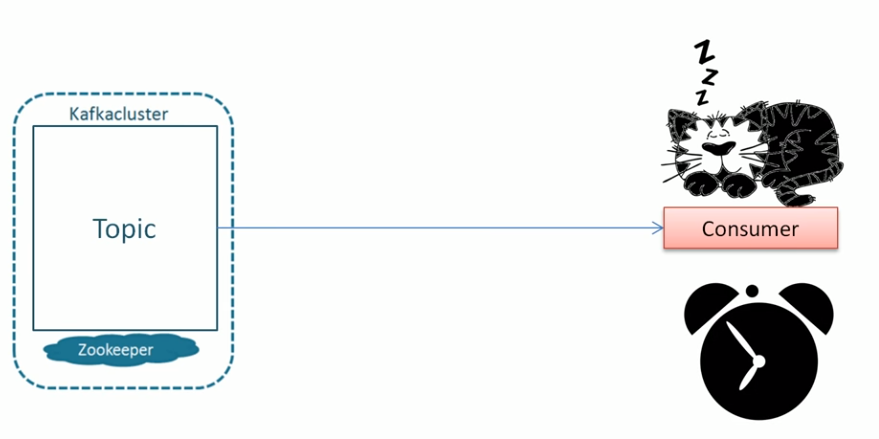 Kafkacluster
Topic
Zookeeper
Z
Z
Z
Consumer